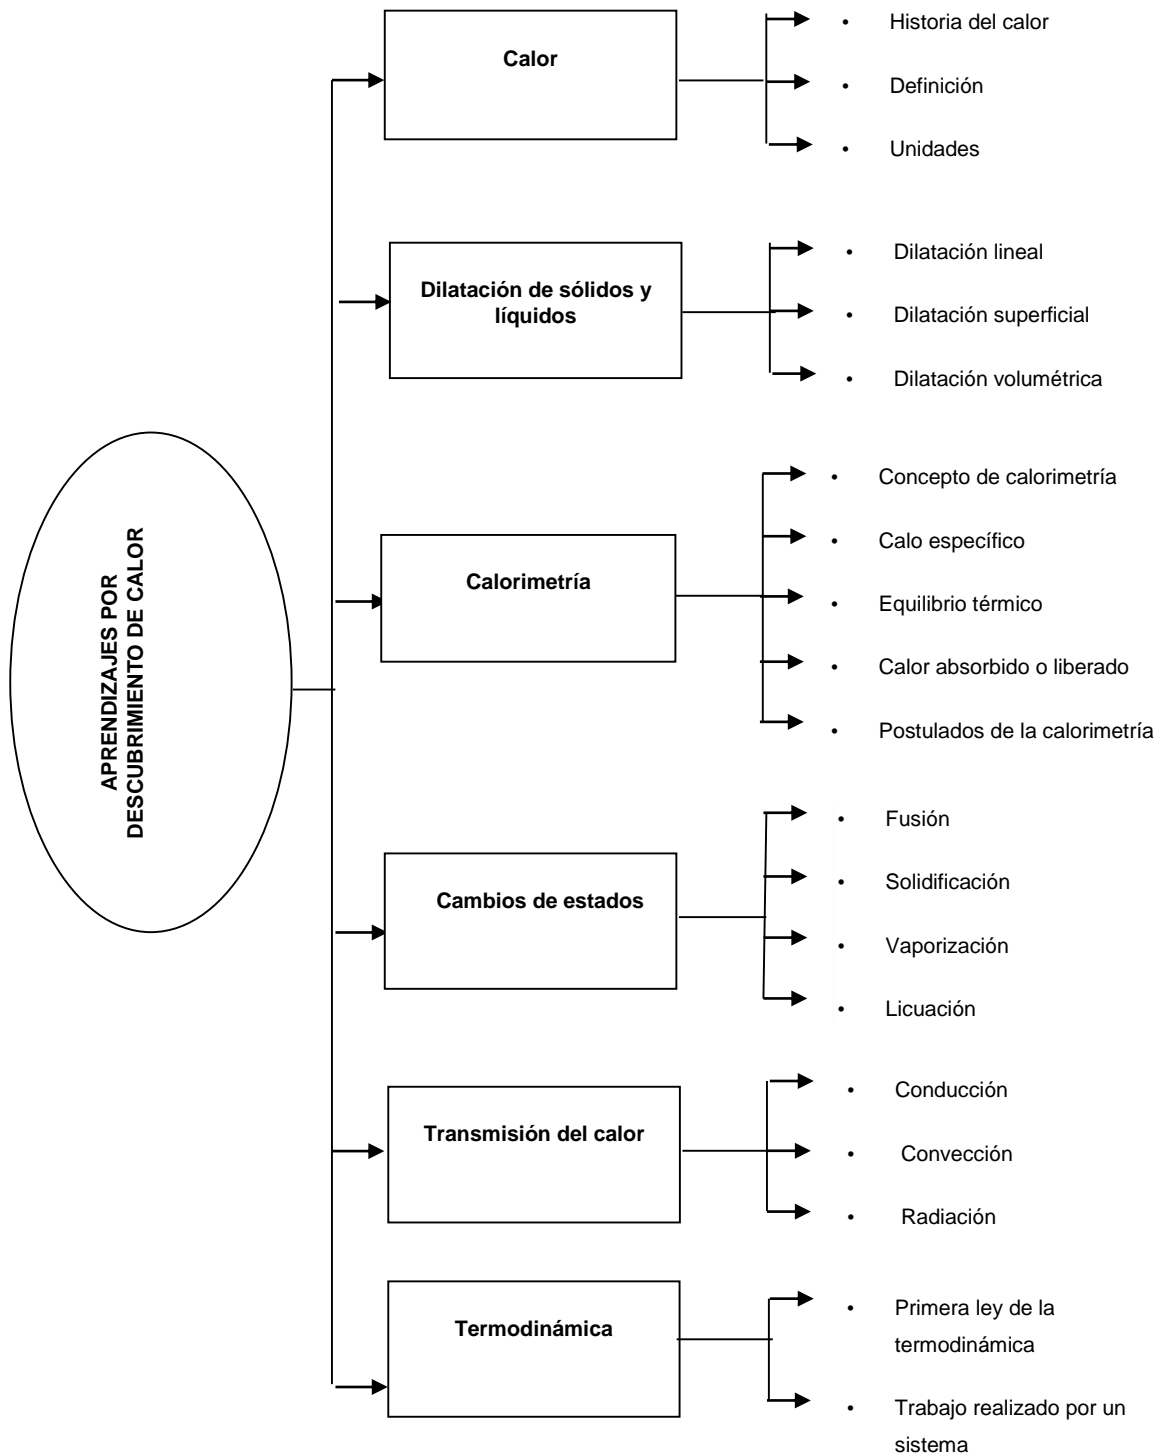 APRENDIZAJES POR
DESCUBRIMIENTO DE CALOR
Calor
• Historia del calor
• Definición
• Unidades
Dilatación de sólidos y
líquidos
• Dilatación lineal
• Dilatación superficial
• Dilatación volumétrica
Calorimetría
• Concepto de calorimetría
• Calo específico
• Equilibrio térmico
• Calor absorbido o liberado
• Postulados de la calorimetría
Cambios de estados
• Fusión
• Solidificación
• Vaporización
• Licuación
Transmisión del calor
• Conducción
• Convección
• Radiación
Termodinámica
• Primera ley de la
termodinámica
• Trabajo realizado por un
sistema